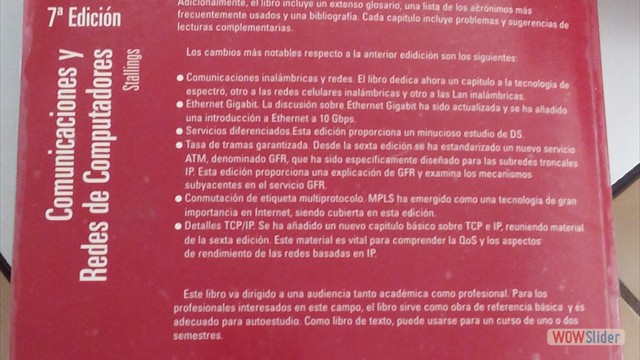 7ª Edición
Comunicaciones y
Redes de Computadores
Stallings
Adicionalmente, el libro incluye un extenso glosario, una lista de los acrónimos más
frecuentemente usados y una bibliografía. Cada capítulo incluye problemas y sugerencias de
lecturas complementarias.
Los cambios más notables respecto a la anterior edidición son los siguientes:
● Comunicaciones inalámbricas y redes. El libro dedica ahora un capitulo a la tecnología de
espectró, otro a las redes celulares inalámbricas y otro a las Lan inalámbricas.
● Ethernet Gigabit. La discusión sobre Ethernet Gigabit ha sido actualizada y se ha añadido
una introducción a Ethernet a 10 Gbps.
● Servicios diferenciados.Esta edición proporciona un minucioso estudio de DS.
● Tasa de tramas garantizada. Desde la sexta edición se ha estandarizado un nuevo servicio
ATM, denominado GFR, que ha sido especificamente diseñado para las subredes troncales
IP. Esta edición proporciona una explicación de GFR y examina los mecanismos
subyacentes en el servicio GFR.
● Conmutación de etiqueta multiprotocolo. MPLS ha emergido como una tecnología de gran
importancia en Internet, siendo cubierta en esta edición.
● Detalles TCP/IP. Se ha añadido un nuevo capitulo básico sobre TCP e IP, reuniendo material
de la sexta edición. Este material es vital para comprender la QoS y los aspectos
de rendimiento de las redes basadas en IP.
Este libro va dirigido a una audiencia tanto académica como profesional. Para los
profesionales interesados en este campo, el libro sirve como obra de referencia básica y és
adecuado para autoestudio. Como libro de texto, puede usarse para un curso de uno o dos
semestres.
WOWSlider